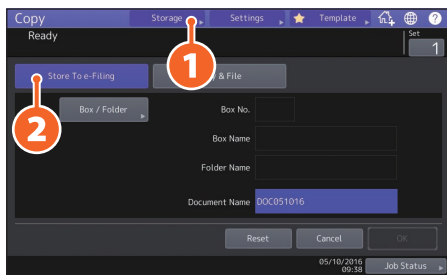 Copy Storage Settings Template
Ready Set
1
1
Store To e-Filing & File
2
Box / Folder Box No.
Box Name
Folder Name
Document Name DOC051016
Reset Cancel OK
05/10/2016
09:38 Job Status